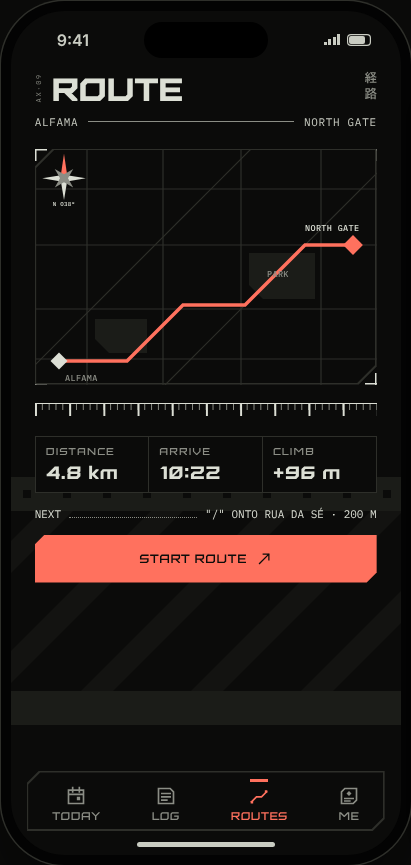 9:41
AX·09
ROUTE
経路
ALFAMA
NORTH GATE
N 038°
NORTH GATE
PARK
ALFAMA
DISTANCE
4.8 km
ARRIVE
10:22
CLIMB
+96 m
NEXT "/" ONTO RUA DA SÉ · 200 M
START ROUTE ↗
TODAY
LOG
ROUTES
ME